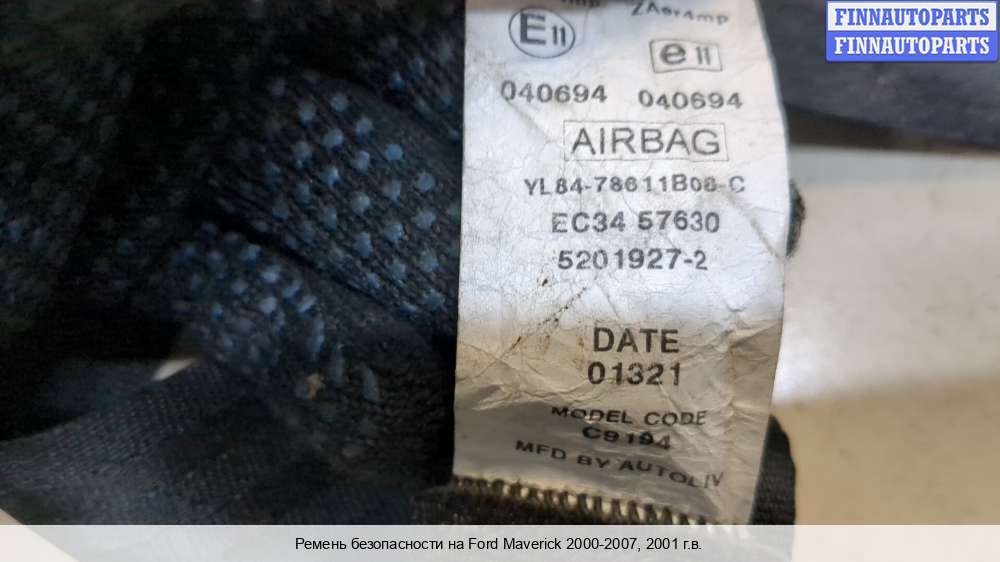 FINNAUTOPARTS
FINNAUTOPARTS
E11
e11
040694 040694
AIRBAG
YL84-78611B08-C
EC34 57630
5201927-2
DATE
01321
MODEL CODE
C9194
MFD BY AUTOLIV
Ремень безопасности на Ford Maverick 2000-2007, 2001 г.в.